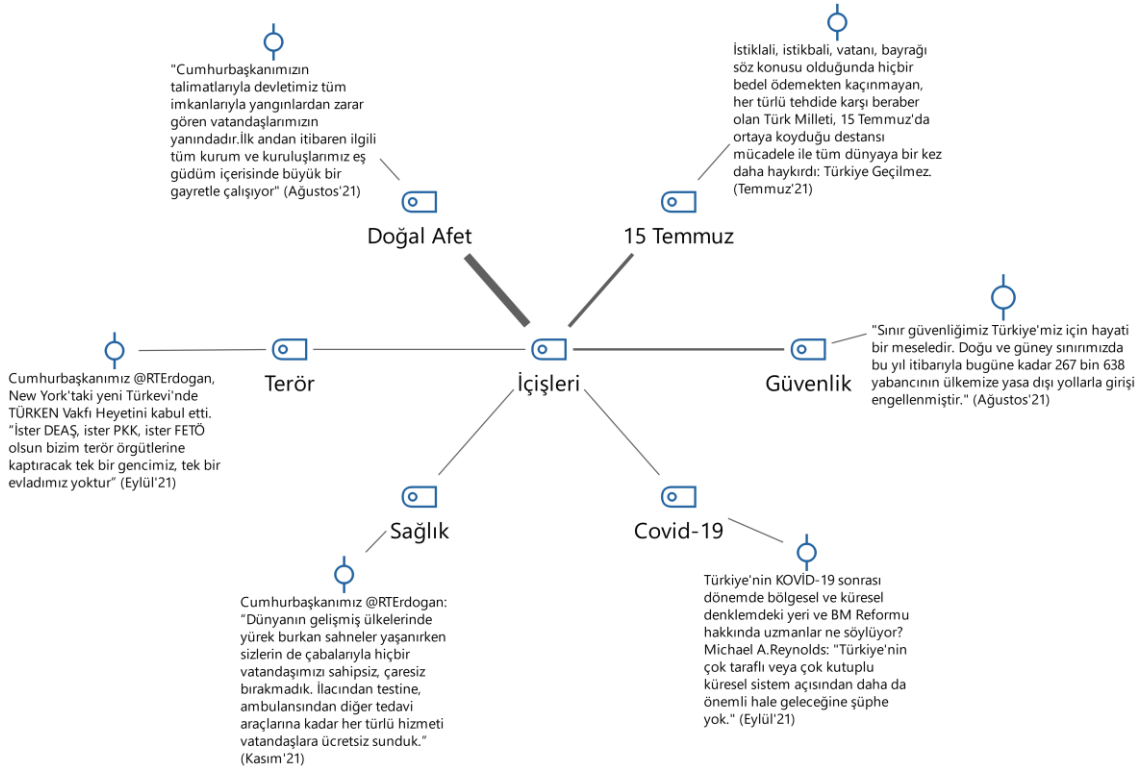 "Cumhurbaşkanımızın
talimatlarıyla devletimiz tüm
imkanlarıyla yangınlardan zarar
gören vatandaşlarımızın
yanındadır.İlk andan itibaren ilgili
tüm kurum ve kuruluşlarımız eş
güdüm içerisinde büyük bir
gayretle çalışıyor" (Ağustos'21)
İstiklali, istikbali, vatanı, bayrağı
söz konusu olduğunda hiçbir
bedel ödemekten kaçınmayan,
her türlü tehdide karşı beraber
olan Türk Milleti, 15 Temmuz'da
ortaya koyduğu destansı
mücadele ile tüm dünyaya bir kez
daha haykırdı: Türkiye Geçilmez.
(Temmuz'21)
Doğal Afet
15 Temmuz
Cumhurbaşkanımız @RTErdogan,
New York'taki yeni Türkevi'nde
TÜRKEN Vakfı Heyetini kabul etti.
"İster DEAŞ, ister PKK, ister FETÖ
olsun bizim terör örgütlerine
kaptıracak tek bir gencimiz, tek bir
evladımız yoktur" (Eylül'21)
Terör
İçişleri
Güvenlik
"Sınır güvenliğimiz Türkiye'miz için hayati
bir meseledir. Doğu ve güney sınırımızda
bu yıl itibarıyla bugüne kadar 267 bin 638
yabancının ülkemize yasa dışı yollarla girişi
engellenmiştir." (Ağustos'21)
Sağlık
Covid-19
Cumhurbaşkanımız @RTErdogan:
"Dünyanın gelişmiş ülkelerinde
yürek burkan sahneler yaşanırken
sizlerin de çabalarıyla hiçbir
vatandaşımızı sahipsiz, çaresiz
bırakmadık. İlacından testine,
ambulansından diğer tedavi
araçlarına kadar her türlü hizmeti
vatandaşlara ücretsiz sunduk."
(Kasım'21)
Türkiye'nin KOVİD-19 sonrası
dönemde bölgesel ve küresel
denklemdeki yeri ve BM Reformu
hakkında uzmanlar ne söylüyor?
Michael A.Reynolds: "Türkiye'nin
çok taraflı veya çok kutuplu
küresel sistem açısından daha da
önemli hale geleceğine şüphe
yok." (Eylül'21)